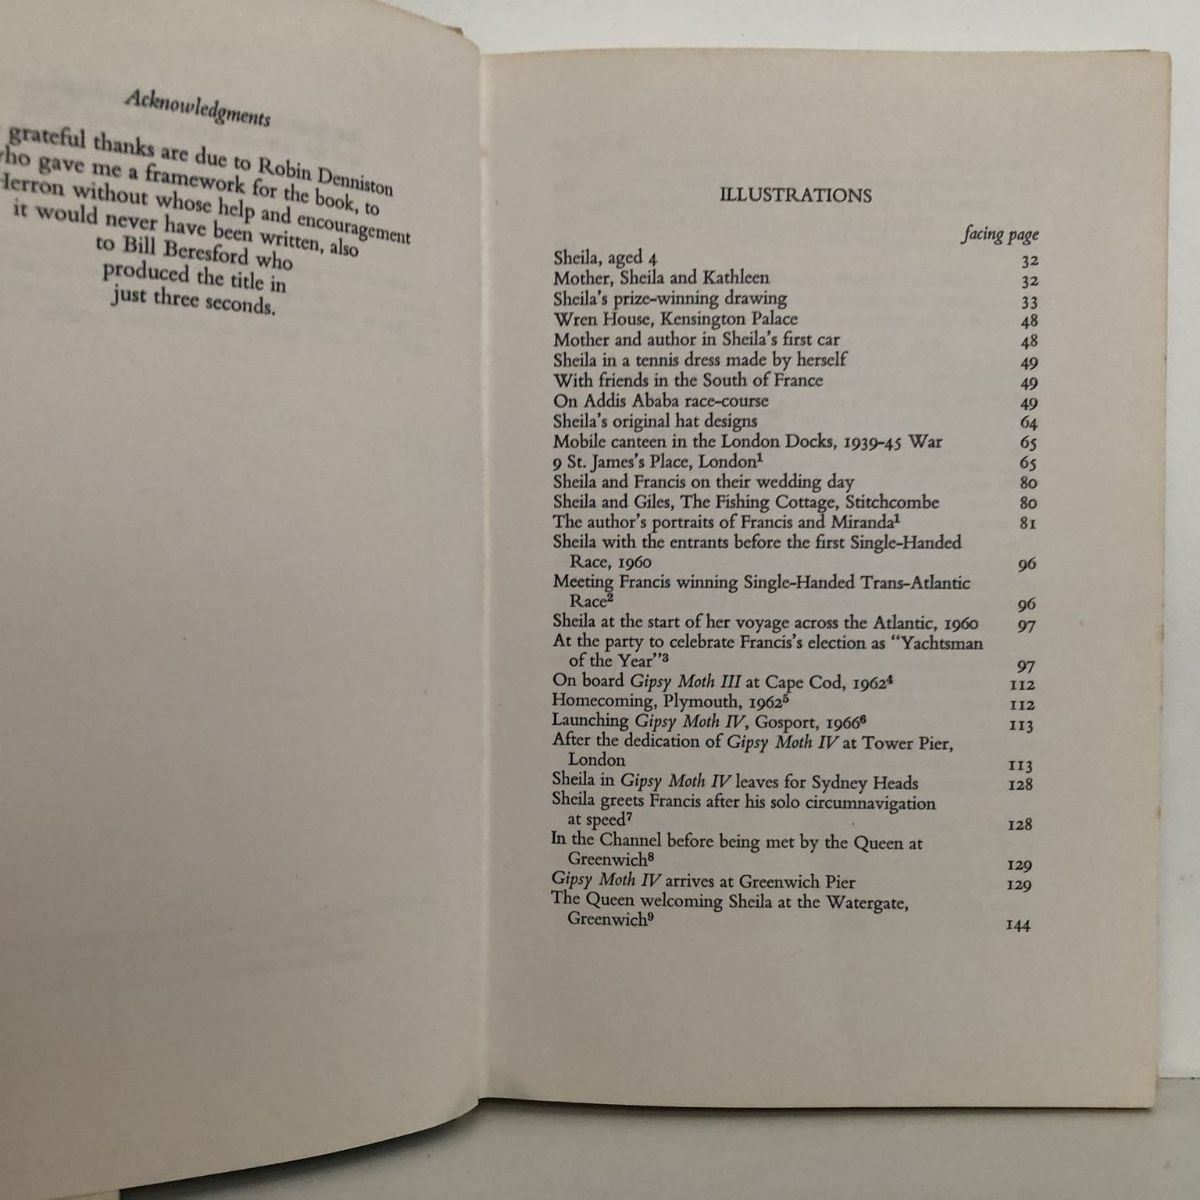 Acknowledgments
grateful thanks are due to Robin Denniston
who gave me a framework for the book, to
Herron without whose help and encouragement
it would never have been written, also
to Bill Beresford who
produced the title in
just three seconds.
ILLUSTRATIONS
facing page
Sheila, aged 4 32
Mother, Sheila and Kathleen 32
Sheila's prize-winning drawing 33
Wren House, Kensington Palace 48
Mother and author in Sheila's first car 48
Sheila in a tennis dress made by herself 49
With friends in the South of France 49
On Addis Ababa race-course 49
Sheila's original hat designs 64
Mobile canteen in the London Docks, 1939-45 War 65
9 St. James's Place, London¹ 65
Sheila and Francis on their wedding day 80
Sheila and Giles, The Fishing Cottage, Stitchcombe 80
The author's portraits of Francis and Miranda¹ 81
Sheila with the entrants before the first Single-Handed
Race, 1960 96
Meeting Francis winning Single-Handed Trans-Atlantic
Race² 96
Sheila at the start of her voyage across the Atlantic, 1960 97
At the party to celebrate Francis's election as "Yachtsman
of the Year"³ 97
On board Gipsy Moth III at Cape Cod, 1962⁴ 112
Homecoming, Plymouth, 1962⁵ 112
Launching Gipsy Moth IV, Gosport, 1966⁶ 113
After the dedication of Gipsy Moth IV at Tower Pier,
London 113
Sheila in Gipsy Moth IV leaves for Sydney Heads 128
Sheila greets Francis after his solo circumnavigation
at speed⁷ 128
In the Channel before being met by the Queen at
Greenwich⁸ 129
Gipsy Moth IV arrives at Greenwich Pier 129
The Queen welcoming Sheila at the Watergate,
Greenwich⁹ 144